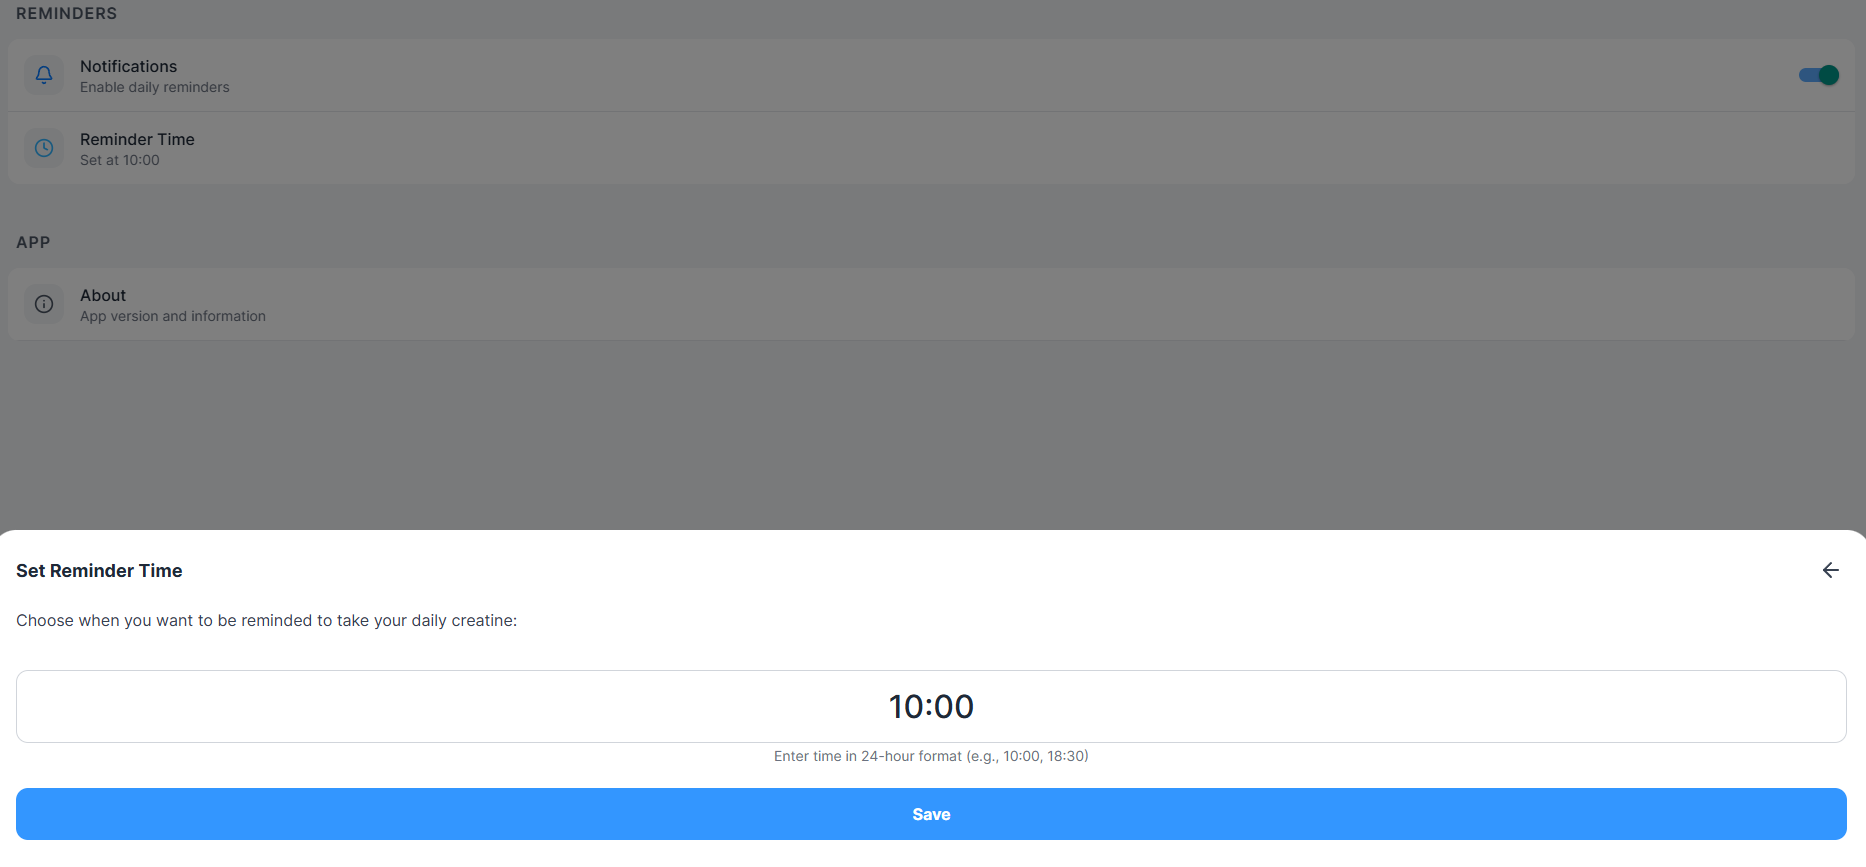 REMINDERS
Notifications
Enable daily reminders
Reminder Time
Set at 10:00
APP
About
App version and information
Set Reminder Time
Choose when you want to be reminded to take your daily creatine:
10:00
Enter time in 24-hour format (e.g., 10:00, 18:30)
Save